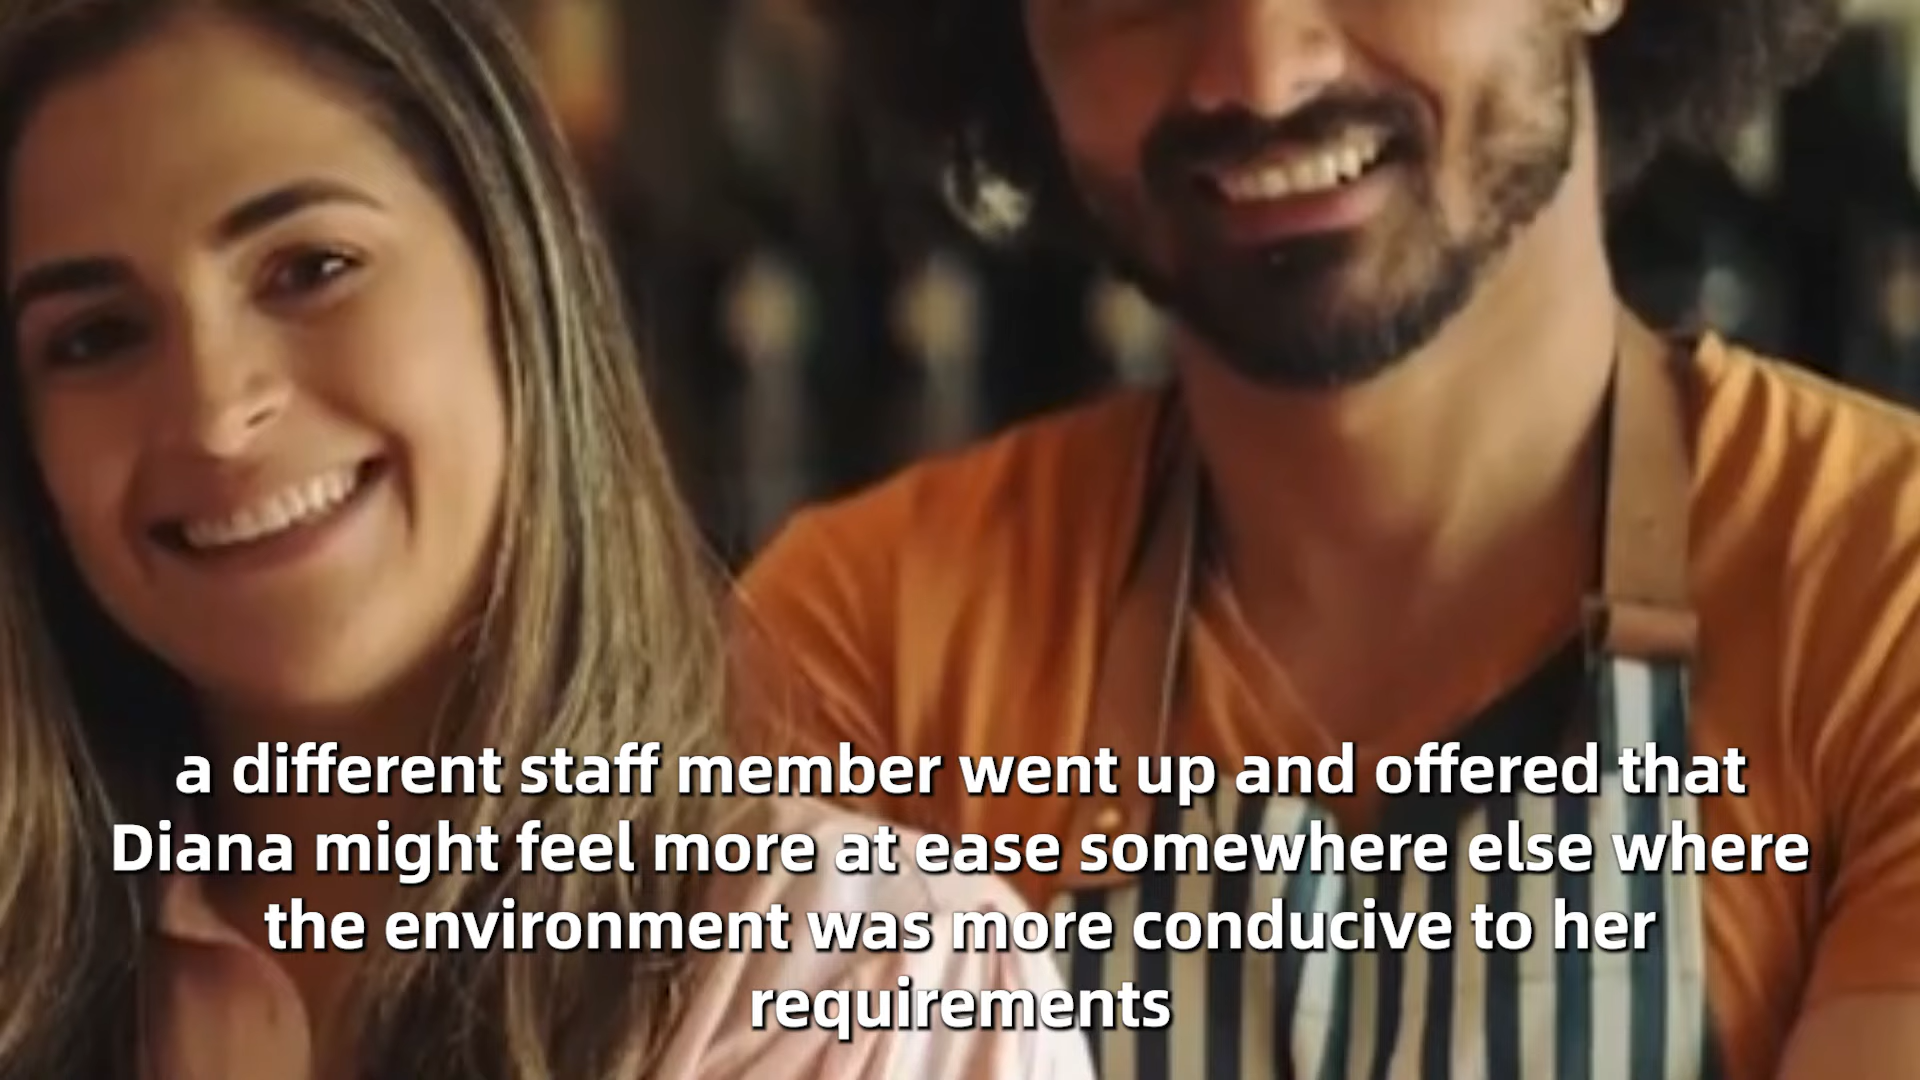 a different staff member went up and offered that
Diana might feel more at ease somewhere else where
the environment was more conducive to her
requirements